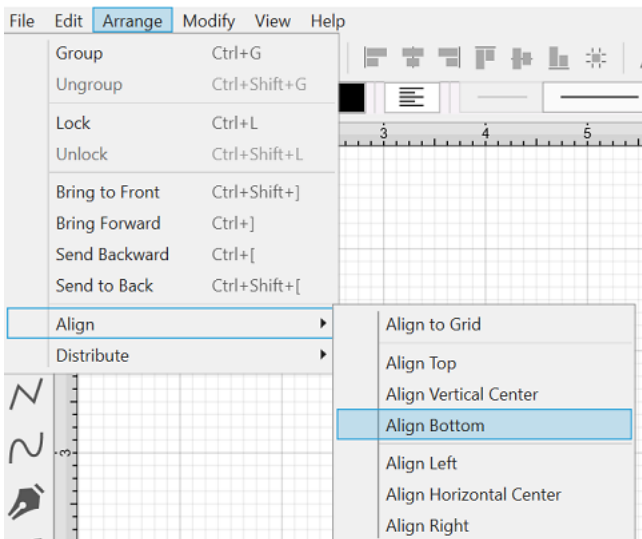 File Edit Arrange Modify View Help
Group Ctrl+G
Ungroup Ctrl+Shift+G
Lock Ctrl+L
Unlock Ctrl+Shift+L
Bring to Front Ctrl+Shift+]
Bring Forward Ctrl+]
Send Backward Ctrl+[
Send to Back Ctrl+Shift+[
Align
Distribute
3 4 5
Align to Grid
Align Top
Align Vertical Center
Align Bottom
Align Left
Align Horizontal Center
Align Right
3